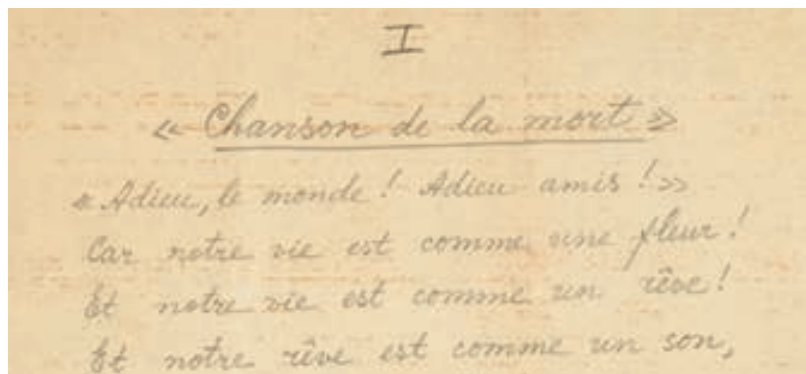 I
« Chanson de la mort »
« Adieu, le monde ! Adieu amis ! »
Car notre vie est comme une fleur !
Et notre vie est comme un rêve !
Et notre rêve est comme un son,